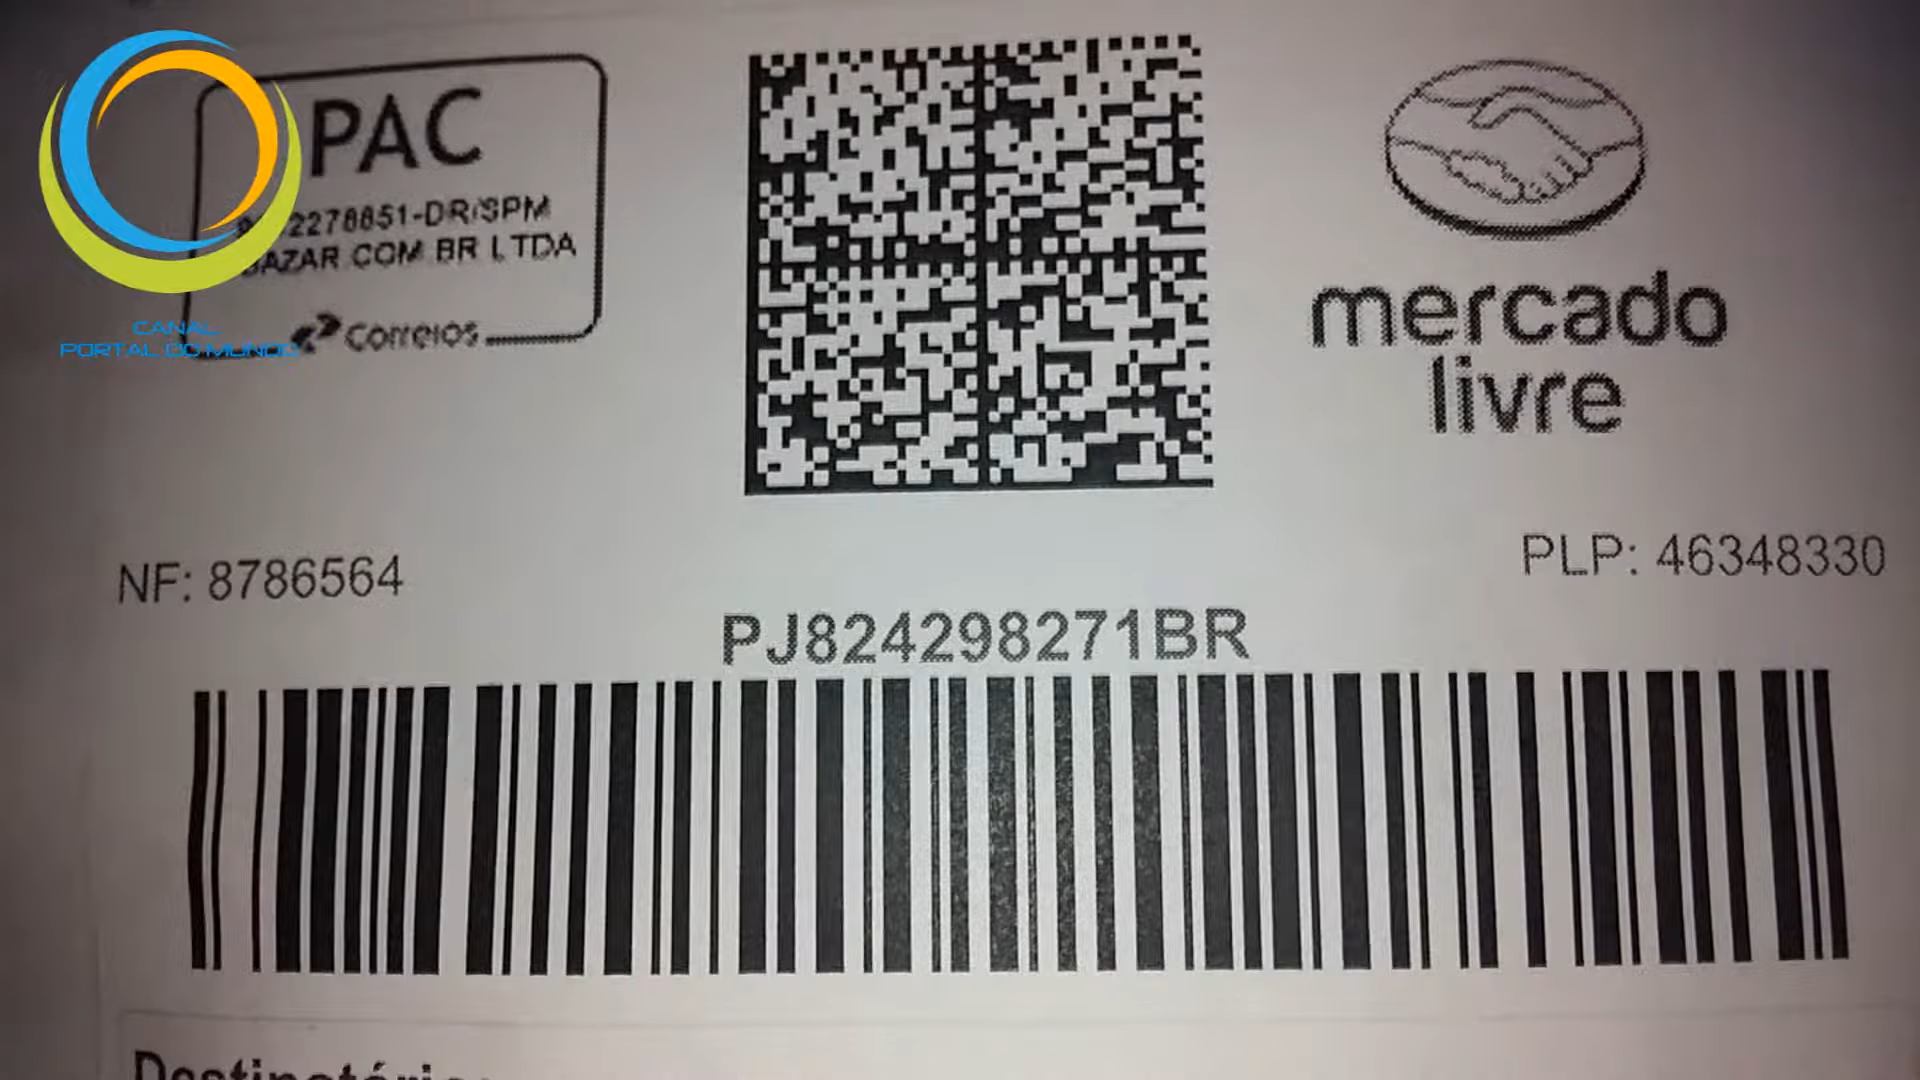 PAC
2278851-DR/SPM
BAZAR.COM BR LTDA
Correios
CANAL
PORTAL DO MUNDO
mercado
livre
NF: 8786564
PLP: 46348330
PJ824298271BR
Destinatário